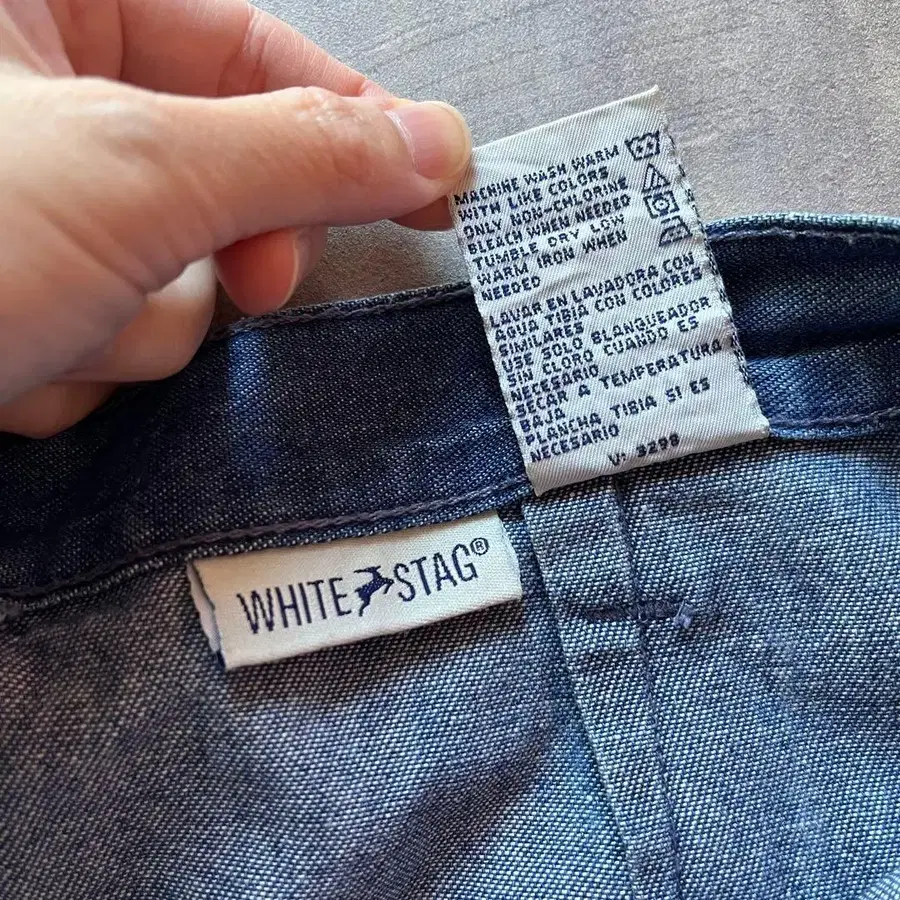 MACHINE WASH WARM
WITH LIKE COLORS
ONLY NON-CHLORINE
BLEACH WHEN NEEDED
TUMBLE DRY LOW
WARM IRON WHEN
NEEDED
LAVAR EN LAVADORA CON
AGUA TIBIA CON COLORES
SIMILARES
USE SOLO BLANQUEADOR
SIN CLORO CUANDO ES
NECESARIO
SECAR A TEMPERATURA
BAJA
PLANCHA TIBIA SI ES
NECESARIO
V: 3298
WHITE STAG®